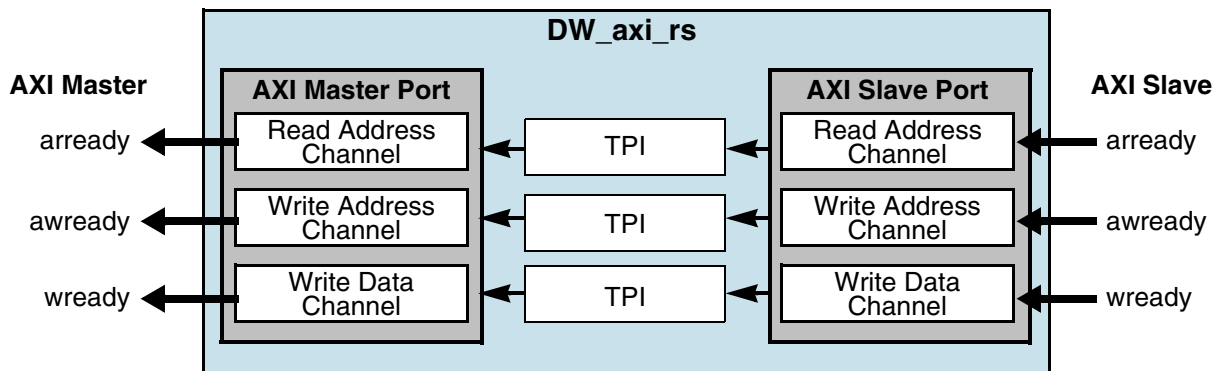 DW_axi_rs
AXI Master
AXI Master Port
AXI Slave Port
AXI Slave
arready
Read Address
Channel
TPI
Read Address
Channel
arready
awready
Write Address
Channel
TPI
Write Address
Channel
awready
wready
Write Data
Channel
TPI
Write Data
Channel
wready